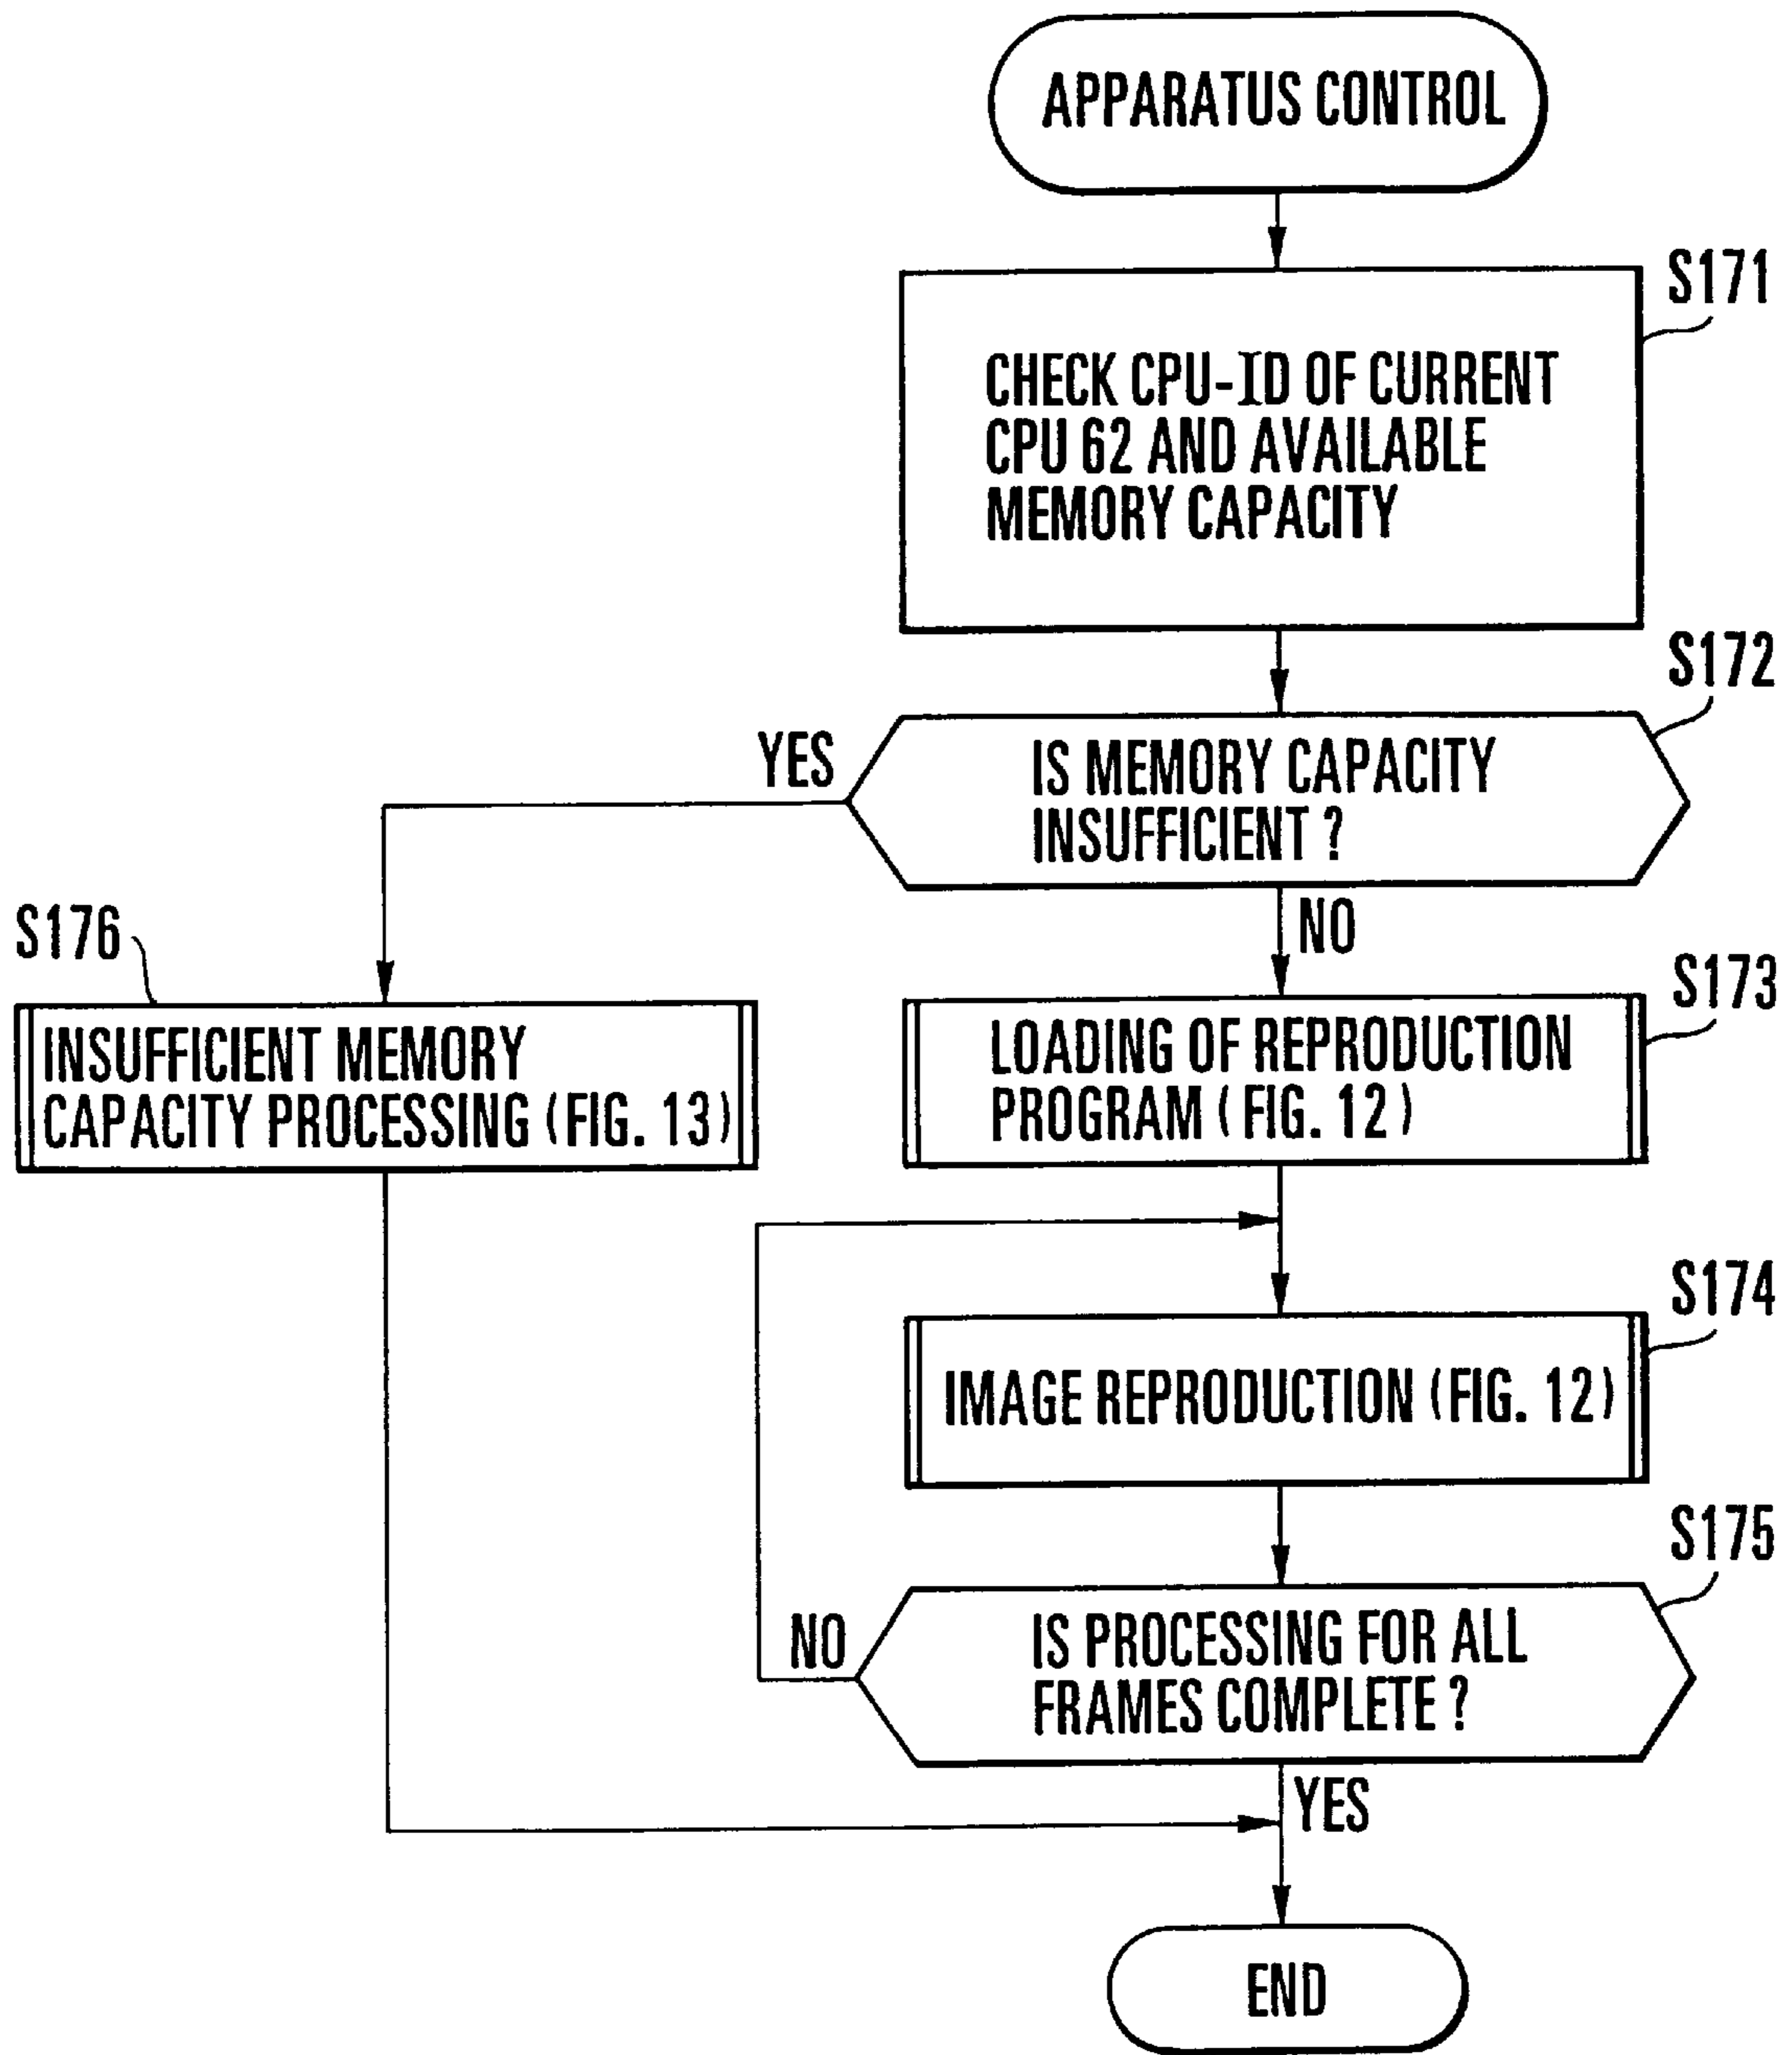 APPARATUS CONTROL
S171
CHECK CPU-ID OF CURRENT
CPU 62 AND AVAILABLE
MEMORY CAPACITY
S172
YES
IS MEMORY CAPACITY
INSUFFICIENT ?
NO
S176
INSUFFICIENT MEMORY
CAPACITY PROCESSING (FIG. 13)
S173
LOADING OF REPRODUCTION
PROGRAM (FIG. 12)
S174
IMAGE REPRODUCTION (FIG. 12)
S175
NO
IS PROCESSING FOR ALL
FRAMES COMPLETE ?
YES
END